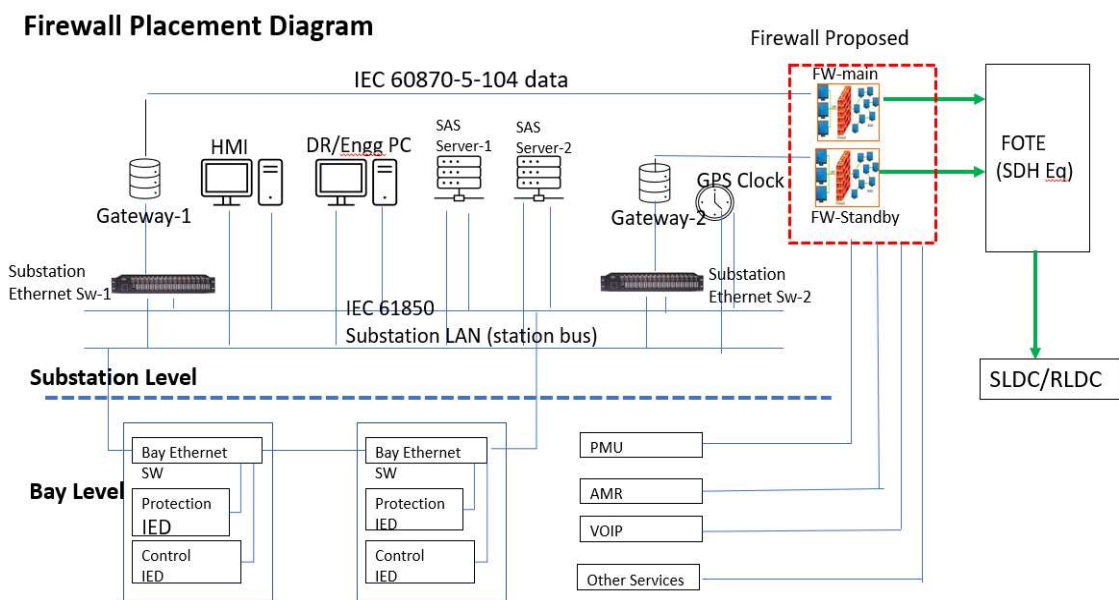 Firewall Placement Diagram
Firewall Proposed
IEC 60870-5-104 data
FW-main
HMI
DR/Engg PC
SAS
Server-1
SAS
Server-2
FOTE
(SDH Eq)
Gateway-1
Gateway-2
GPS Clock
FW-Standby
Substation
Ethernet Sw-1
Substation
Ethernet Sw-2
IEC 61850
Substation LAN (station bus)
Substation Level
SLDC/RLDC
Bay Level
Bay Ethernet
SW
Protection
IED
Control
IED
Bay Ethernet
SW
Protection
IED
Control
IED
PMU
AMR
VOIP
Other Services